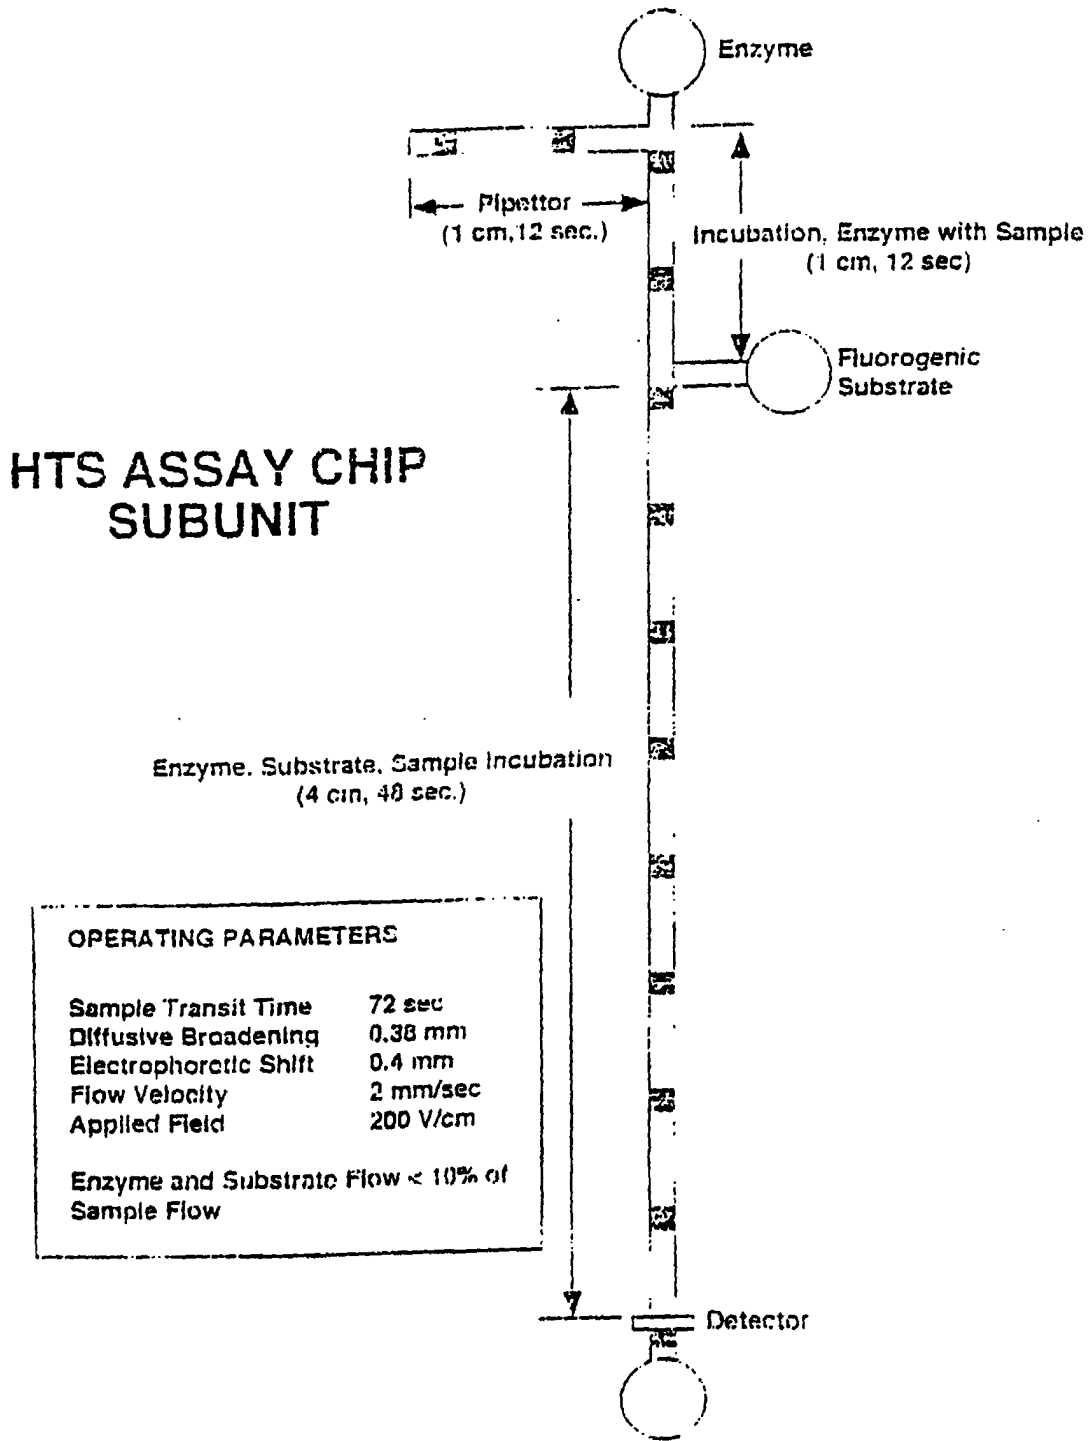 Enzyme
Pipettor
(1 cm, 12 sec.)
Incubation, Enzyme with Sample
(1 cm, 12 sec)
Fluorogenic
Substrate
HTS ASSAY CHIP
SUBUNIT
Enzyme, Substrate, Sample Incubation
(4 cm, 48 sec.)
OPERATING PARAMETERS
Sample Transit Time 72 sec
Diffusive Broadening 0.38 mm
Electrophoretic Shift 0.4 mm
Flow Velocity 2 mm/sec
Applied Field 200 V/cm
Enzyme and Substrate Flow < 10% of
Sample Flow
Detector